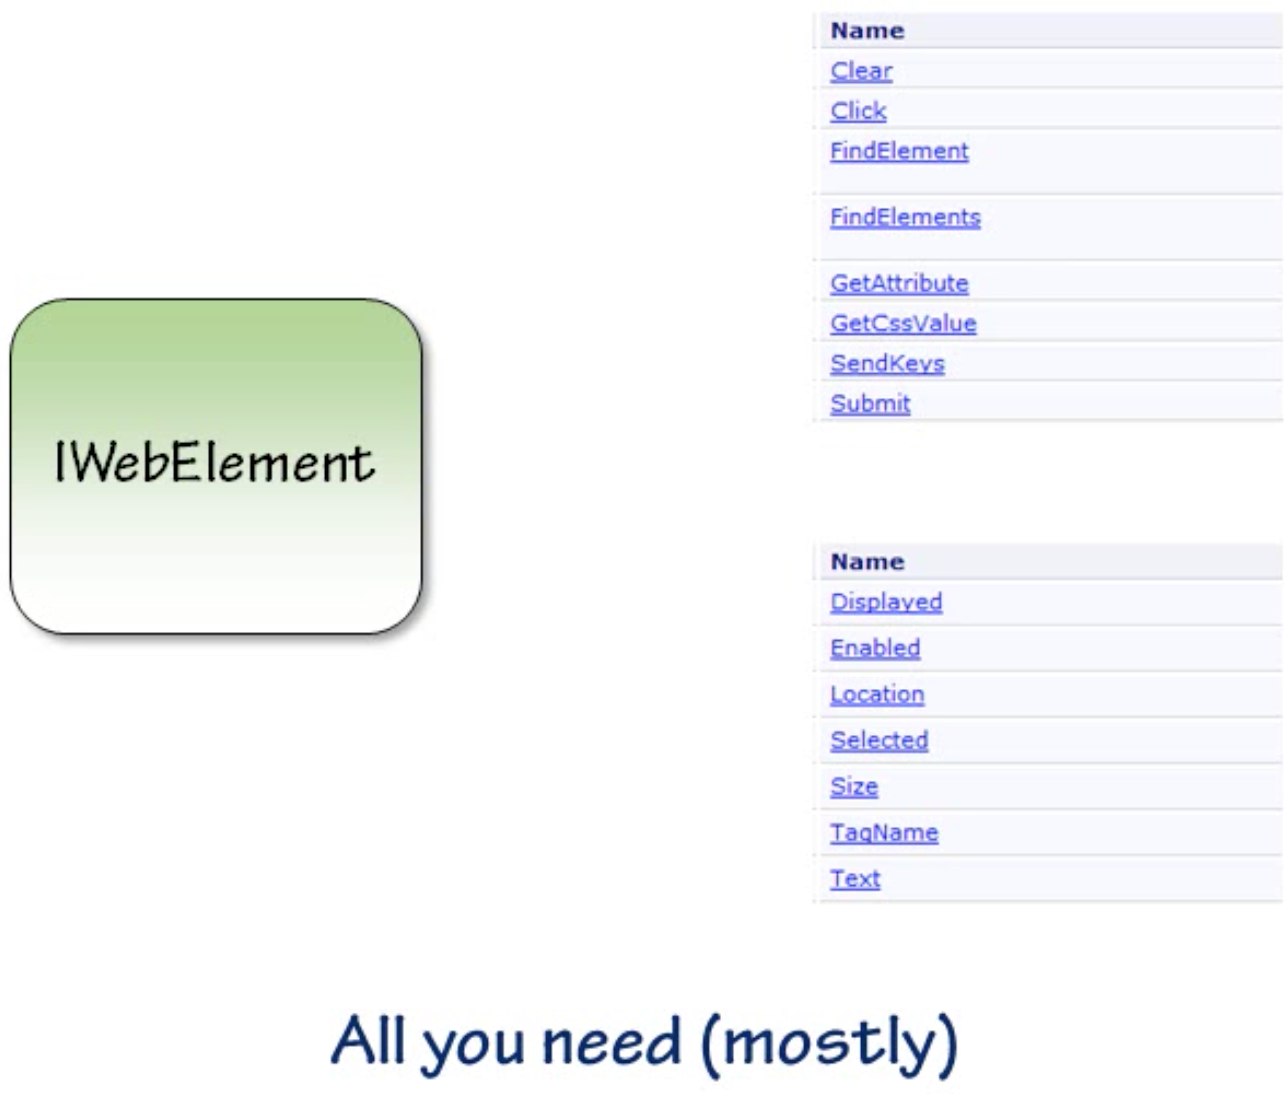 Name
Clear
Click
FindElement
FindElements
GetAttribute
GetCssValue
SendKeys
Submit
IWebElement
Name
Displayed
Enabled
Location
Selected
Size
TagName
Text
All you need (mostly)